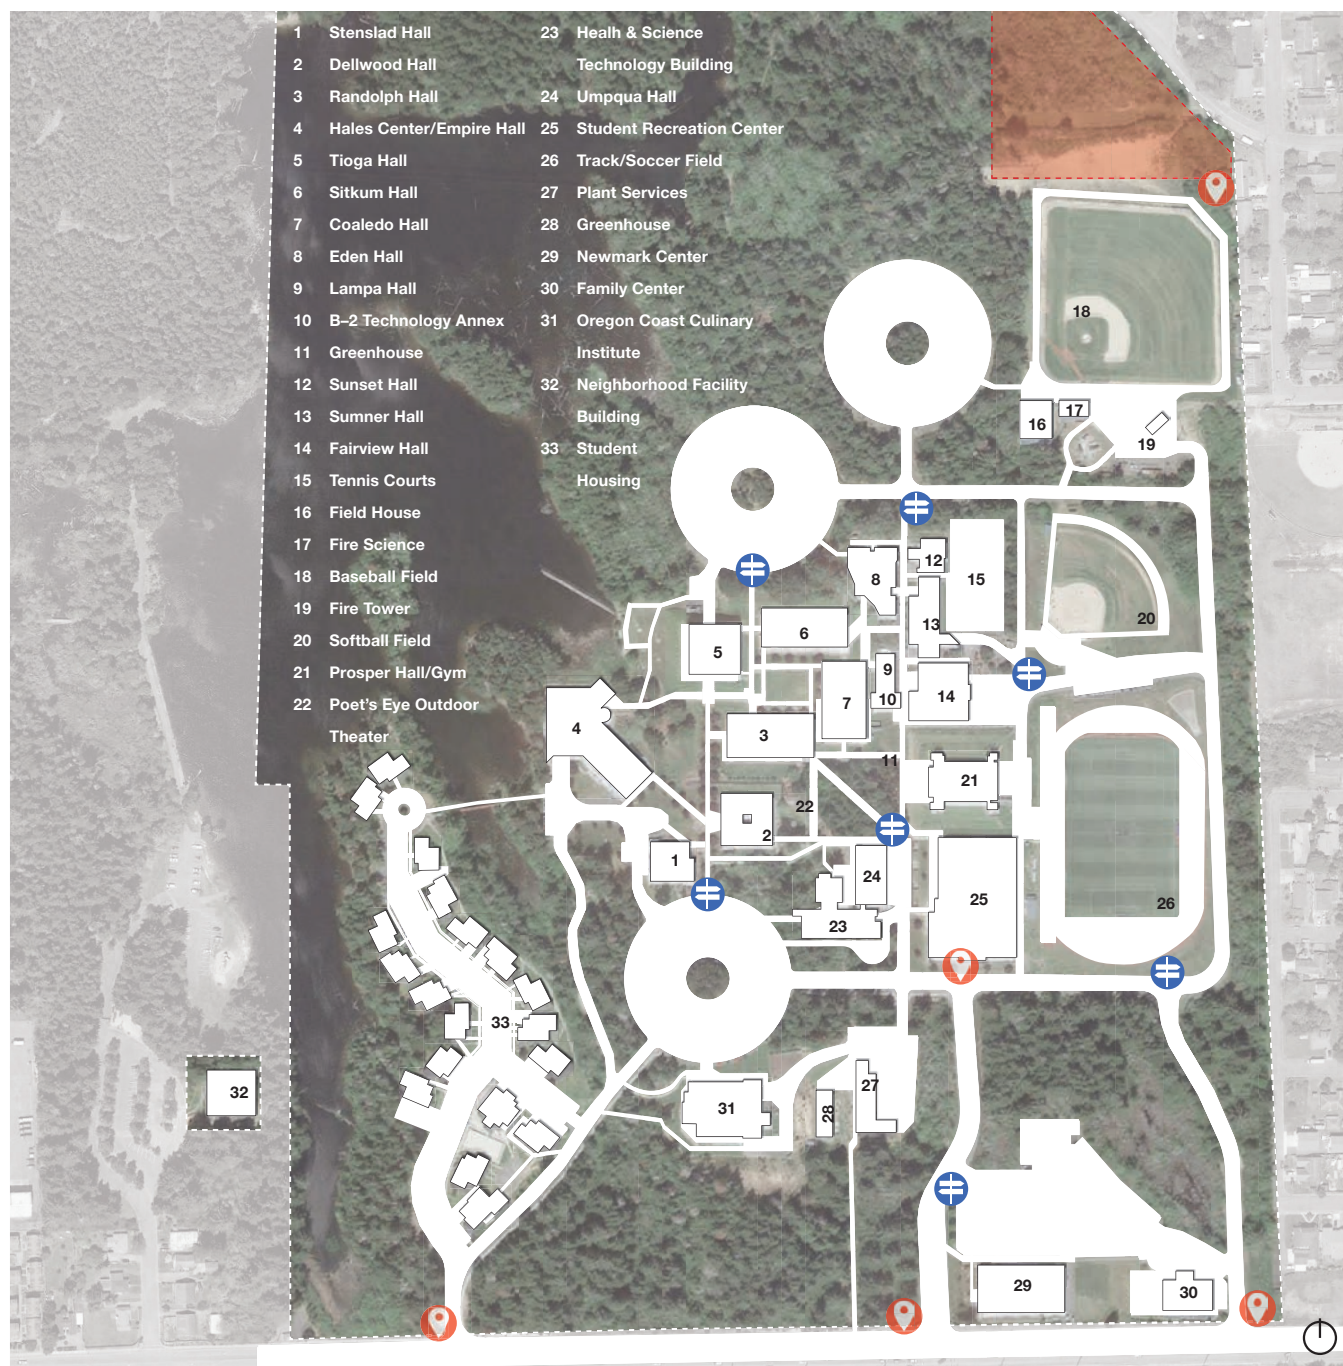 1 Stenslad Hall
2 Dellwood Hall
3 Randolph Hall
4 Hales Center/Empire Hall
5 Tioga Hall
6 Sitkum Hall
7 Coaledo Hall
8 Eden Hall
9 Lampa Hall
10 B–2 Technology Annex
11 Greenhouse
12 Sunset Hall
13 Sumner Hall
14 Fairview Hall
15 Tennis Courts
16 Field House
17 Fire Science
18 Baseball Field
19 Fire Tower
20 Softball Field
21 Prosper Hall/Gym
22 Poet's Eye Outdoor
Theater
23 Healh & Science
Technology Building
24 Umpqua Hall
25 Student Recreation Center
26 Track/Soccer Field
27 Plant Services
28 Greenhouse
29 Newmark Center
30 Family Center
31 Oregon Coast Culinary
Institute
32 Neighborhood Facility
Building
33 Student
Housing
18
17
16
19
12
8
15
20
13
6
5
9
14
10
7
4
3
11
21
22
2
1
24
25
26
23
33
27
32
31
28
29
30